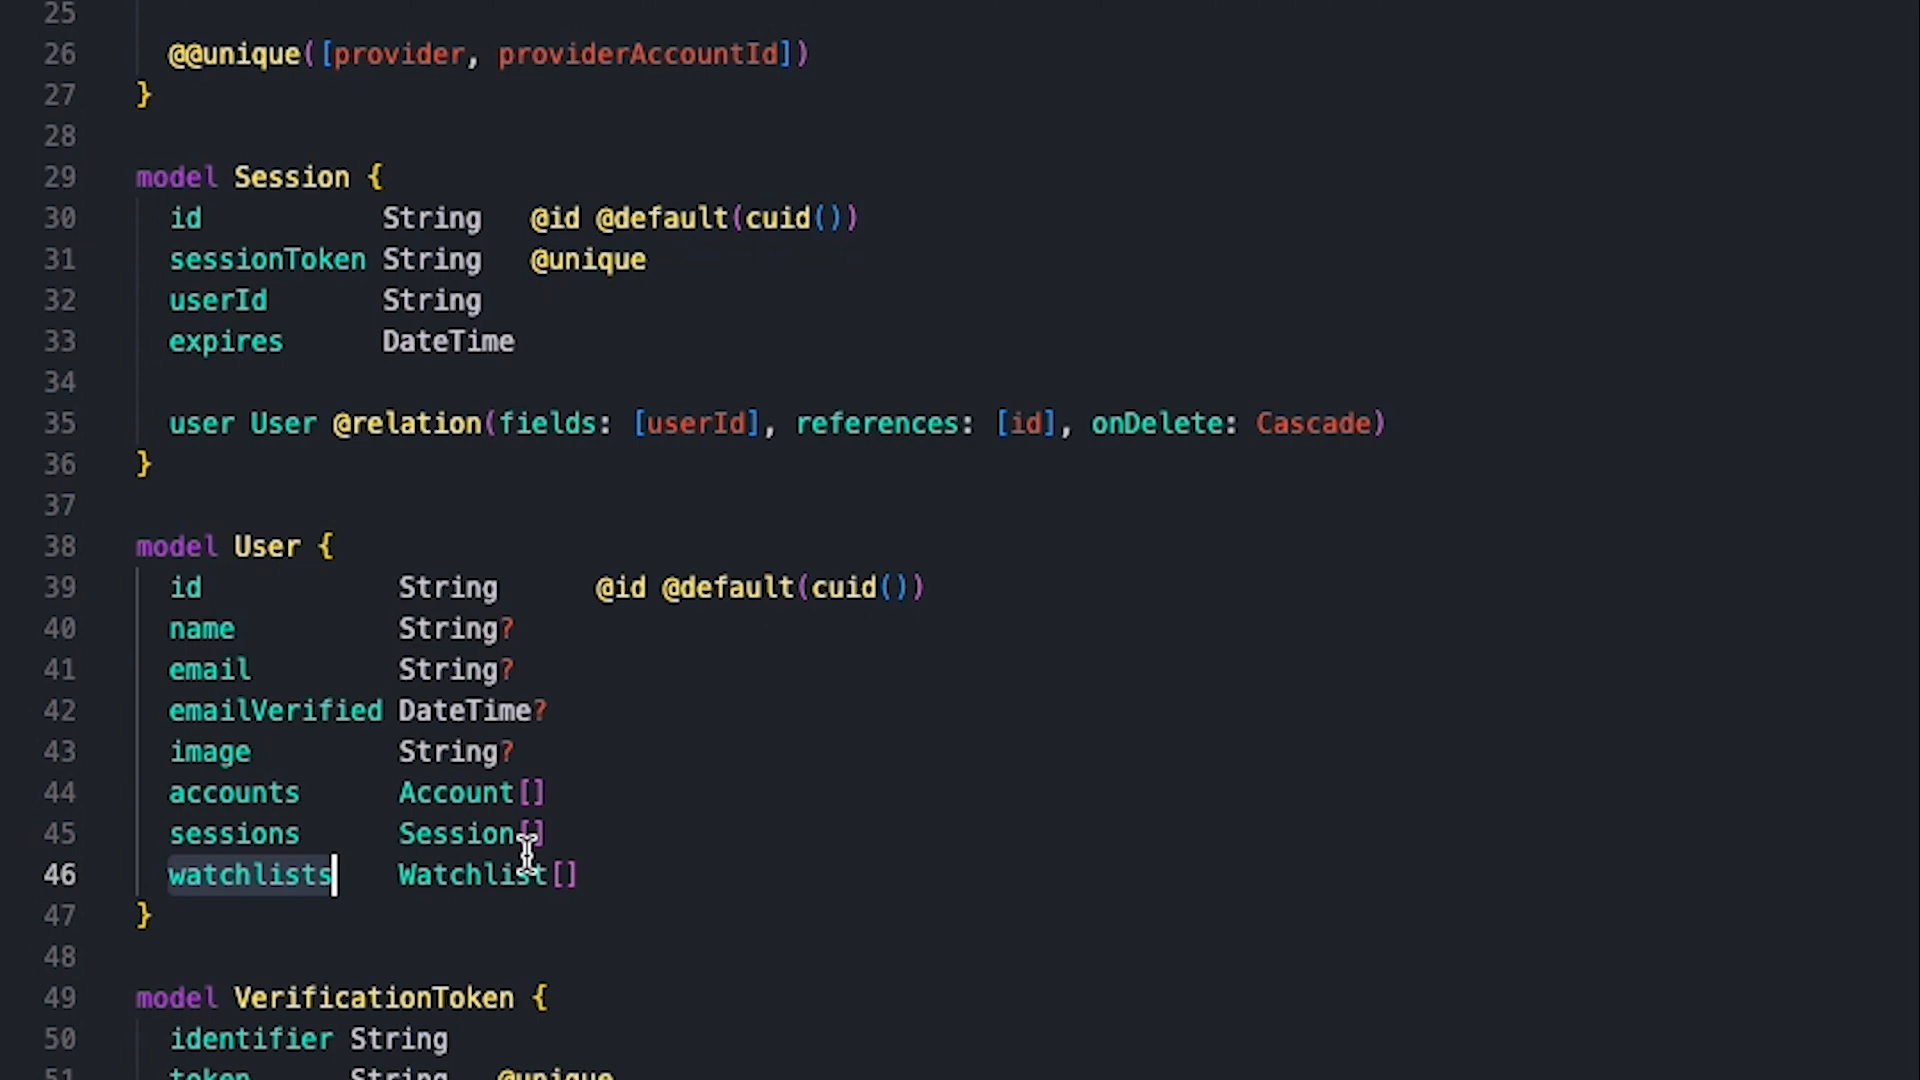 25
26 @@unique([provider, providerAccountId])
27 }
28
29 model Session {
30 id String @id @default(cuid())
31 sessionToken String @unique
32 userId String
33 expires DateTime
34
35 user User @relation(fields: [userId], references: [id], onDelete: Cascade)
36 }
37
38 model User {
39 id String @id @default(cuid())
40 name String?
41 email String?
42 emailVerified DateTime?
43 image String?
44 accounts Account[]
45 sessions Session[]
46 watchlists Watchlist[]
47 }
48
49 model VerificationToken {
50 identifier String
51 token String @unique